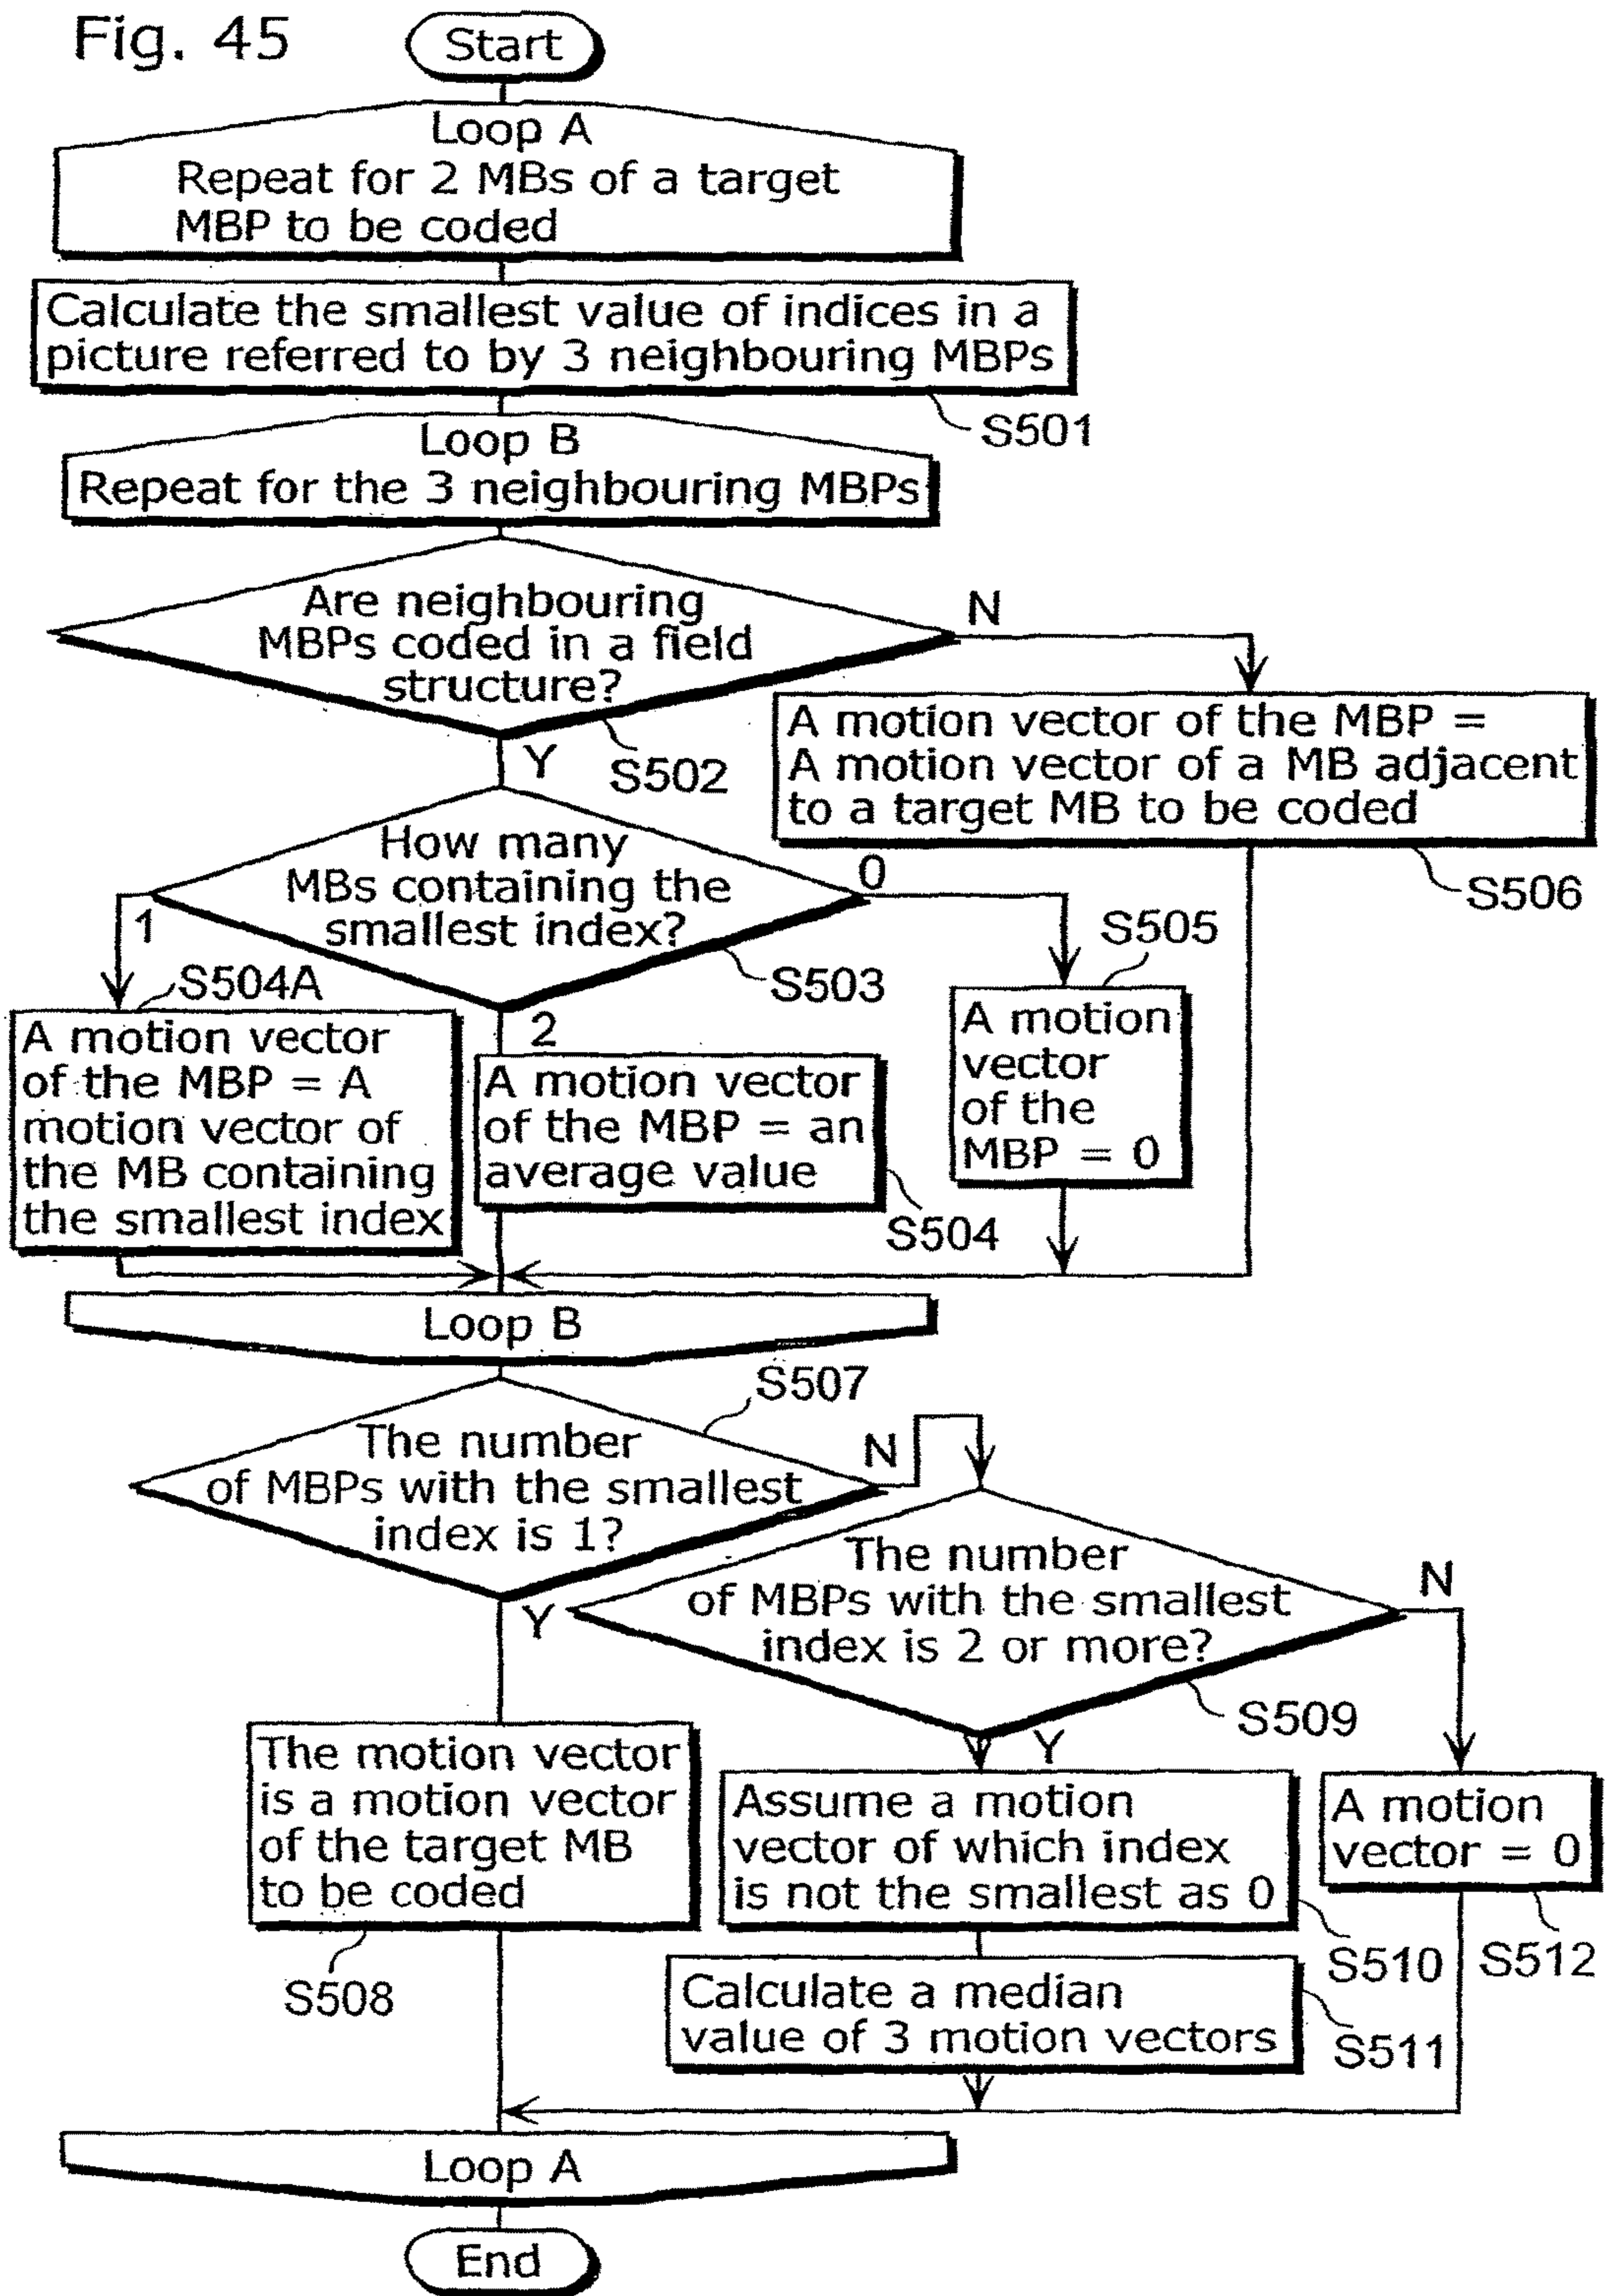 Fig. 45
Start
Loop A
Repeat for 2 MBs of a target
MBP to be coded
Calculate the smallest value of indices in a
picture referred to by 3 neighbouring MBPs
S501
Loop B
Repeat for the 3 neighbouring MBPs
Are neighbouring
MBPs coded in a field
structure?
N
Y
S502
A motion vector of the MBP =
A motion vector of a MB adjacent
to a target MB to be coded
S506
How many
MBs containing the
smallest index?
0
1
2
S503
S505
S504A
A motion vector
of the MBP = A
motion vector of
the MB containing
the smallest index
A motion vector
of the MBP = an
average value
S504
A motion
vector
of the
MBP = 0
Loop B
S507
The number
of MBPs with the smallest
index is 1?
N
Y
The number
of MBPs with the smallest
index is 2 or more?
N
S509
Y
The motion vector
is a motion vector
of the target MB
to be coded
S508
Assume a motion
vector of which index
is not the smallest as 0
S510
A motion
vector = 0
S512
Calculate a median
value of 3 motion vectors
S511
Loop A
End